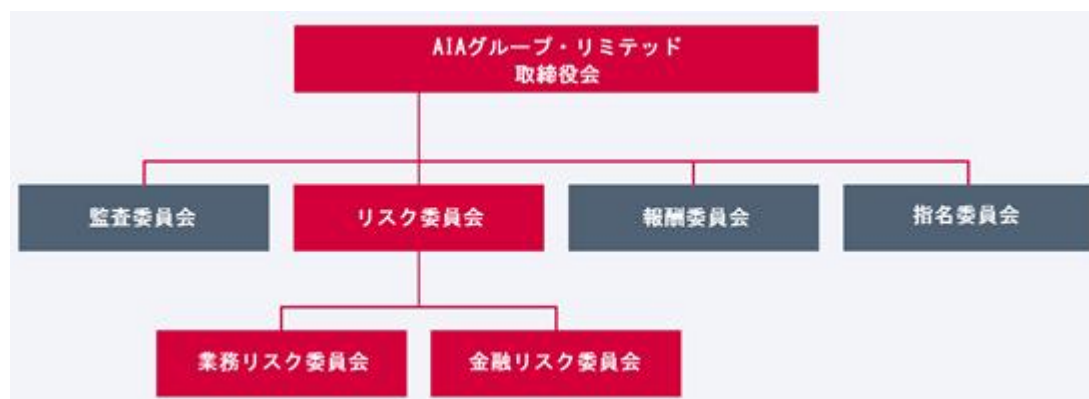 AIAグループ・リミテッド
取締役会
監査委員会
リスク委員会
報酬委員会
指名委員会
業務リスク委員会
金融リスク委員会